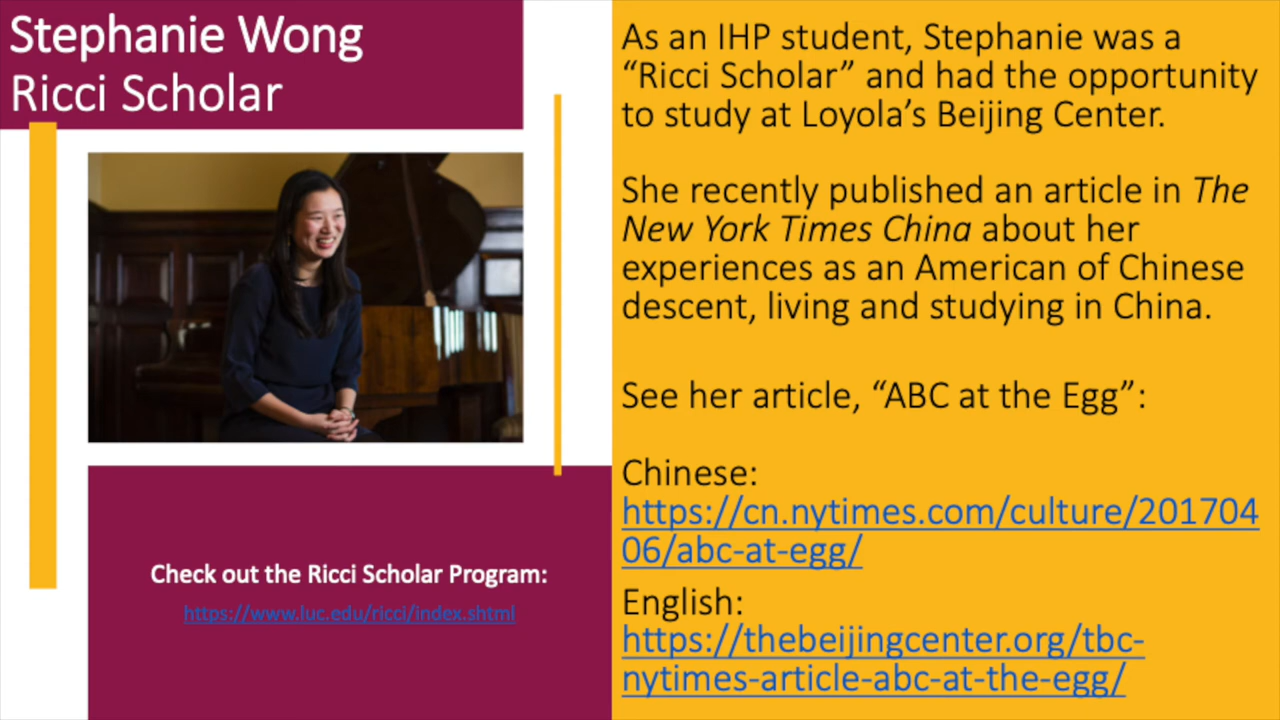 Stephanie Wong
Ricci Scholar
Check out the Ricci Scholar Program:
https://www.luc.edu/ricci/index.shtml
As an IHP student, Stephanie was a
“Ricci Scholar” and had the opportunity
to study at Loyola’s Beijing Center.
She recently published an article in The
New York Times China about her
experiences as an American of Chinese
descent, living and studying in China.
See her article, “ABC at the Egg”:
Chinese:
https://cn.nytimes.com/culture/201704
06/abc-at-egg/
English:
https://thebeijingcenter.org/tbc-
nytimes-article-abc-at-the-egg/